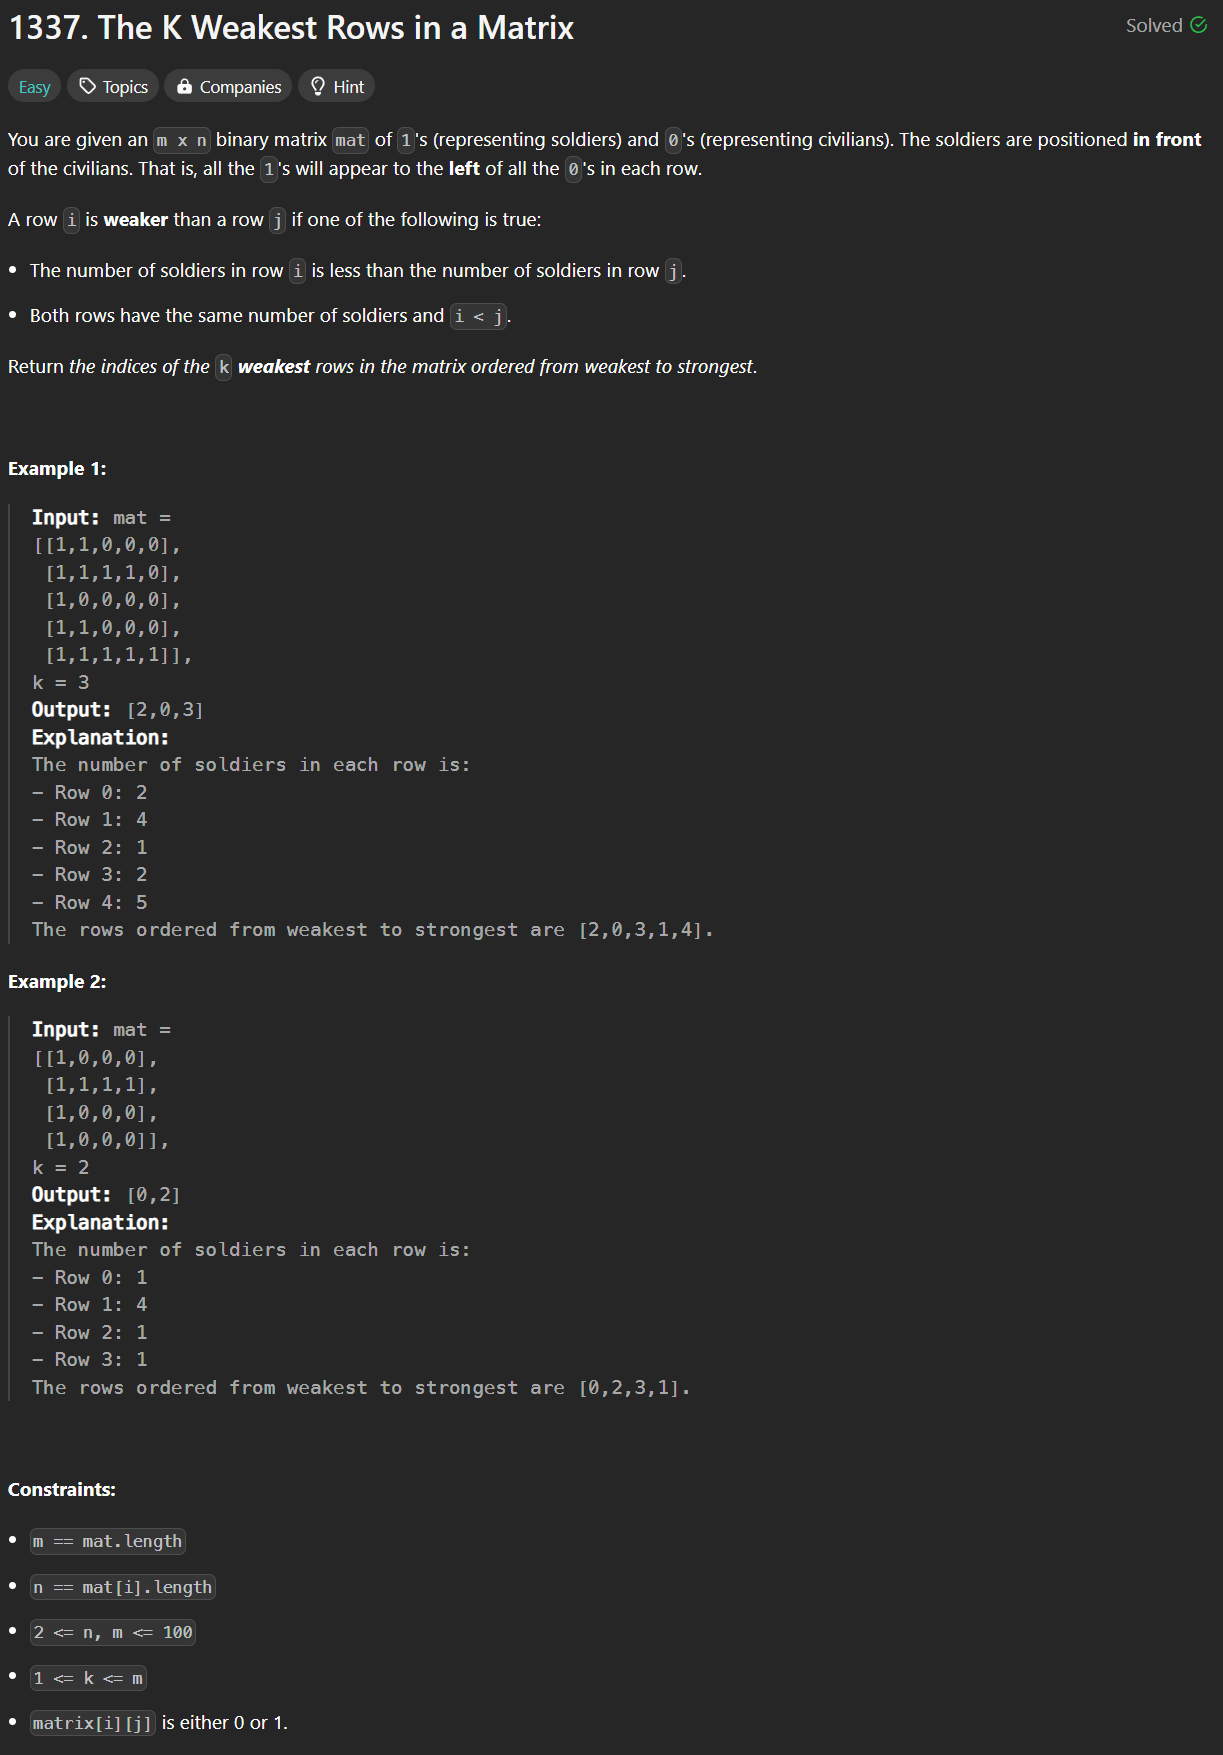 1337. The K Weakest Rows in a Matrix
Solved
Easy Topics Companies Hint
You are given an m x n binary matrix mat of 1's (representing soldiers) and 0's (representing civilians). The soldiers are positioned in front
of the civilians. That is, all the 1's will appear to the left of all the 0's in each row.
A row i is weaker than a row j if one of the following is true:
• The number of soldiers in row i is less than the number of soldiers in row j.
• Both rows have the same number of soldiers and i < j.
Return the indices of the k weakest rows in the matrix ordered from weakest to strongest.
Example 1:
Input: mat =
[[1,1,0,0,0],
[1,1,1,1,0],
[1,0,0,0,0],
[1,1,0,0,0],
[1,1,1,1,1]],
k = 3
Output: [2,0,3]
Explanation:
The number of soldiers in each row is:
- Row 0: 2
- Row 1: 4
- Row 2: 1
- Row 3: 2
- Row 4: 5
The rows ordered from weakest to strongest are [2,0,3,1,4].
Example 2:
Input: mat =
[[1,0,0,0],
[1,1,1,1],
[1,0,0,0],
[1,0,0,0]],
k = 2
Output: [0,2]
Explanation:
The number of soldiers in each row is:
- Row 0: 1
- Row 1: 4
- Row 2: 1
- Row 3: 1
The rows ordered from weakest to strongest are [0,2,3,1].
Constraints:
• m == mat.length
• n == mat[i].length
• 2 <= n, m <= 100
• 1 <= k <= m
• matrix[i][j] is either 0 or 1.